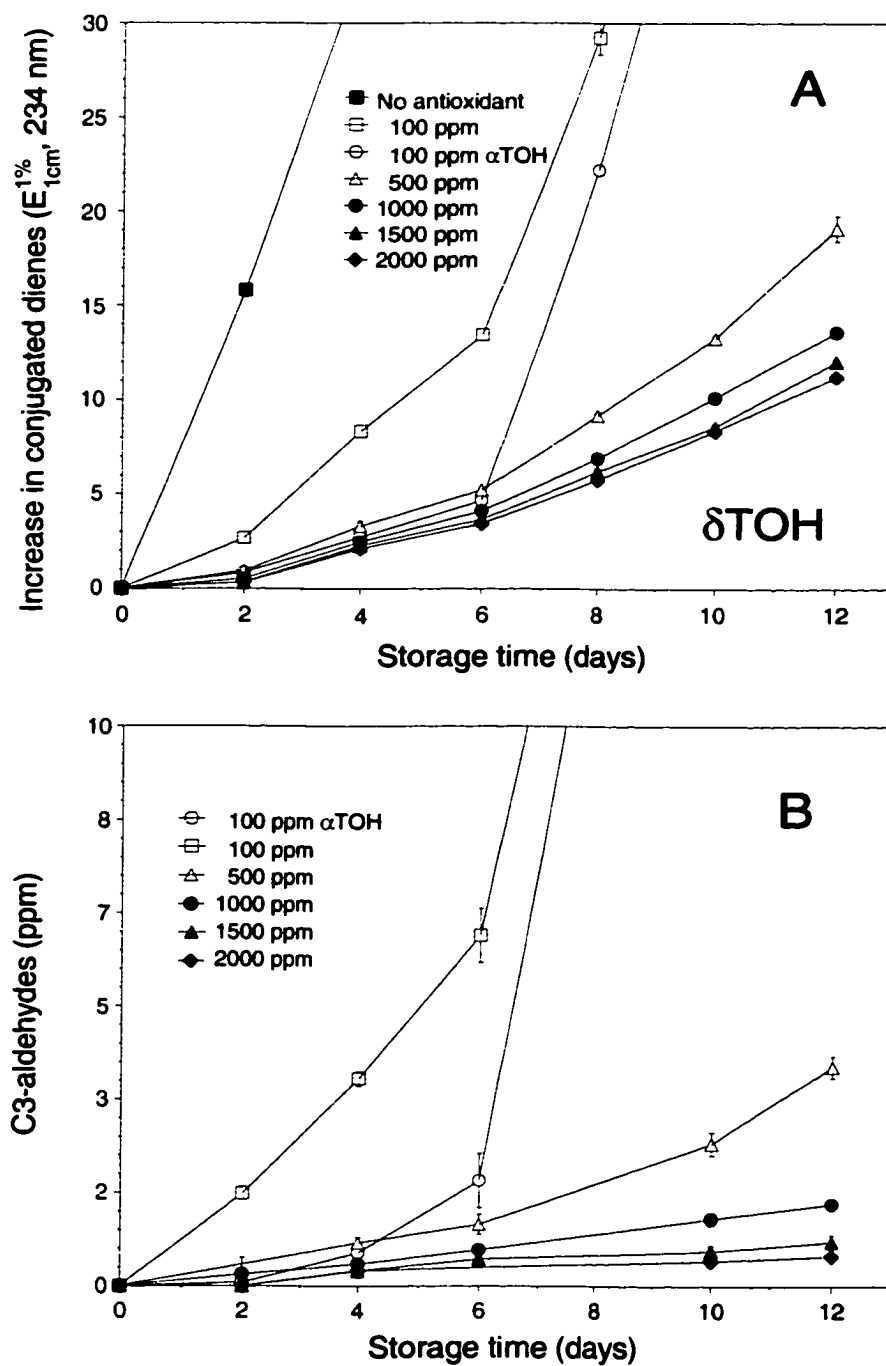 A
Increase in conjugated dienes (E1%1cm, 234 nm)
30
25
20
15
10
5
0
No antioxidant
100 ppm
100 ppm αTOH
500 ppm
1000 ppm
1500 ppm
2000 ppm
δTOH
0 2 4 6 8 10 12
Storage time (days)
B
C3-aldehydes (ppm)
10
8
7
5
3
2
0
100 ppm αTOH
100 ppm
500 ppm
1000 ppm
1500 ppm
2000 ppm
0 2 4 6 8 10 12
Storage time (days)